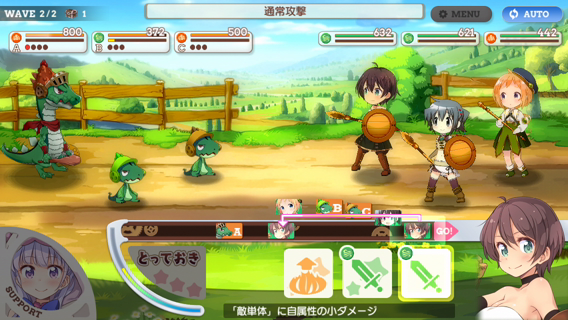 WAVE 2/2 1
通常攻撃
MENU
AUTO
800
A
372
B
500
C
632
621
442
B
C
A
GO!
とっておき
SUPPORT
「敵単体」に自属性の小ダメージ